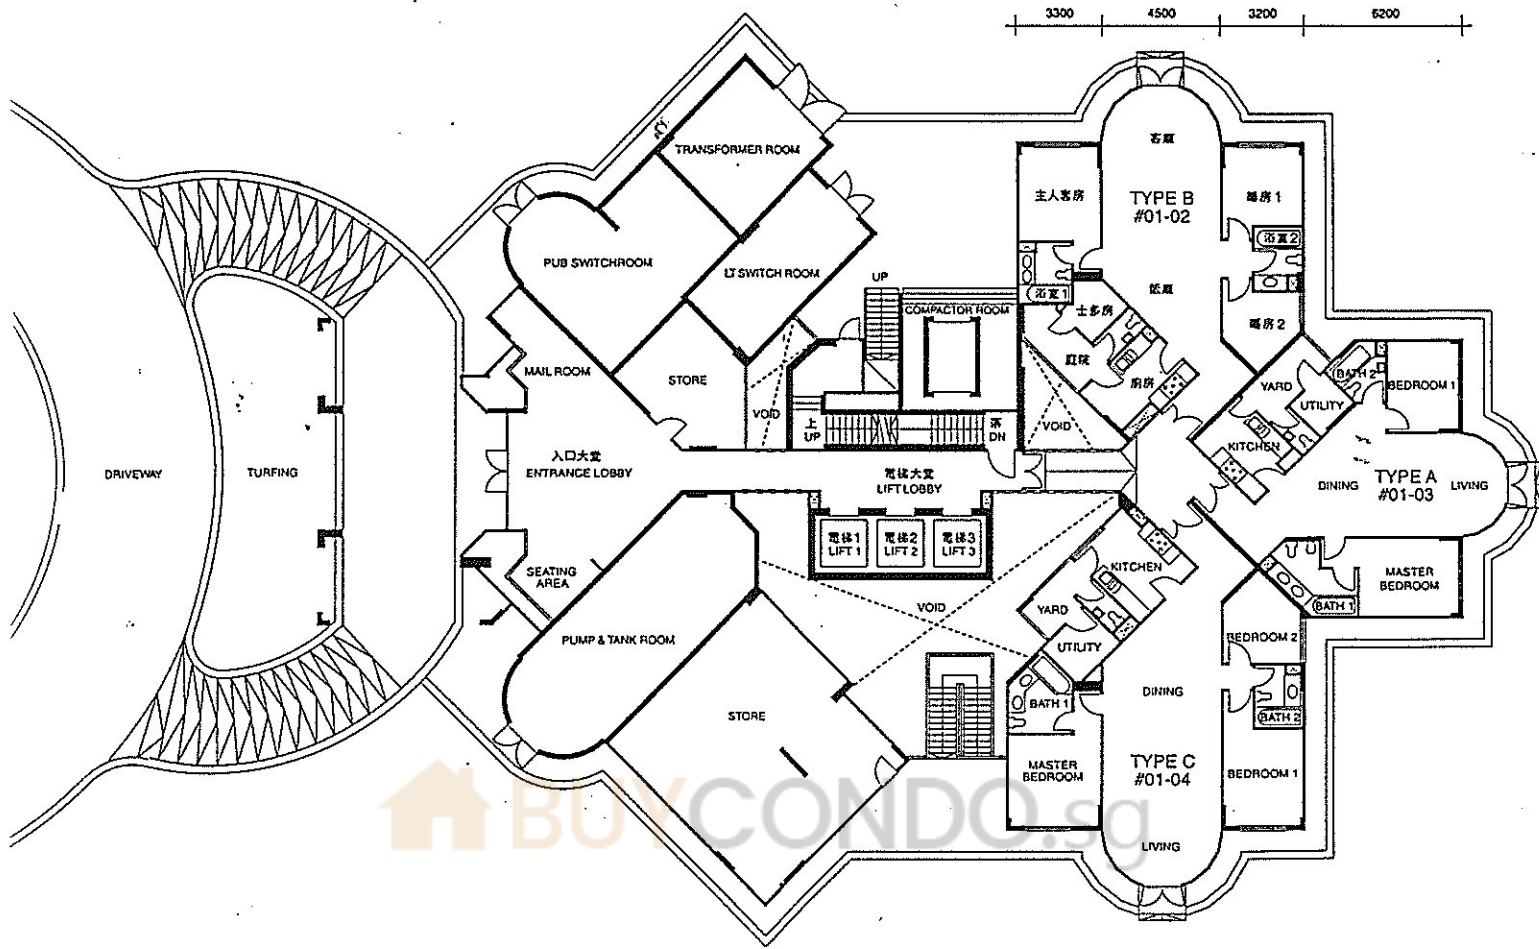 3300 4500 3200 6200
TRANSFORMER ROOM
PUB SWITCHROOM
LT SWITCH ROOM
UP
COMPACTOR ROOM
MAIL ROOM
STORE
VOID
上
UP
落
DN
入口大堂
ENTRANCE LOBBY
DRIVEWAY
TURFING
電梯大堂
LIFT LOBBY
電梯1
LIFT 1
電梯2
LIFT 2
電梯3
LIFT 3
SEATING
AREA
PUMP & TANK ROOM
STORE
VOID
客廳
主人客房
TYPE B
#01-02
睡房1
浴室2
浴室1
飯廳
士多房
睡房2
庭院
廚房
VOID
YARD
BATH 2
BEDROOM 1
UTILITY
KITCHEN
DINING
TYPE A
#01-03
LIVING
MASTER
BEDROOM
BATH 1
KITCHEN
YARD
UTILITY
BEDROOM 2
DINING
BATH 1
BATH 2
MASTER
BEDROOM
TYPE C
#01-04
BEDROOM 1
LIVING
BUYCONDO.sg